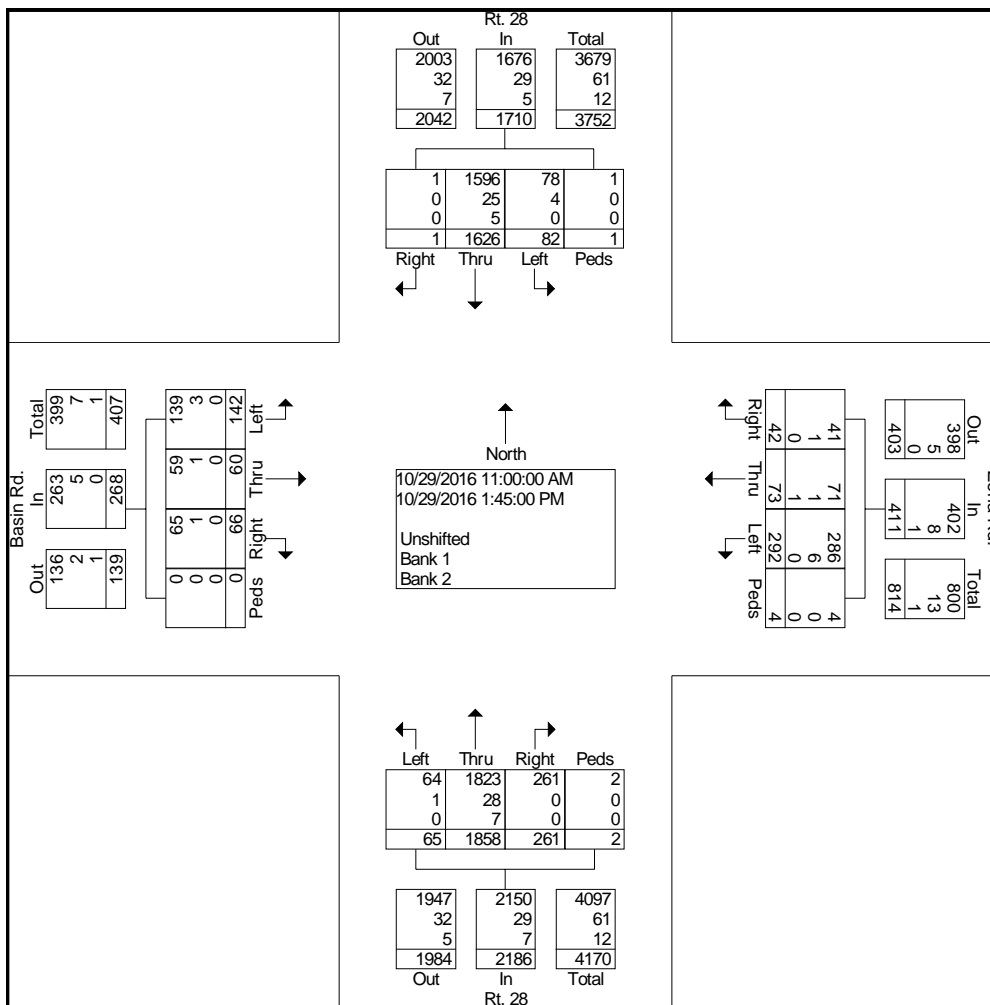 Rt. 28
Out In Total
2003 1676 3679
32 29 61
7 5 12
2042 1710 3752
1 1596 78 1
0 25 4 0
0 5 0 0
1 1626 82 1
Right Thru Left Peds
Basin Rd.
Total In Out
399 263 136
7 5 2
1 0 1
407 268 139
139 59 65 0
3 1 1 0
0 0 0 0
142 60 66 0
Left Thru Right Peds
North
10/29/2016 11:00:00 AM
10/29/2016 1:45:00 PM
Unshifted
Bank 1
Bank 2
Right Thru Left Peds
41 71 286 4
1 1 6 0
0 1 0 0
42 73 292 4
Out In Total
398 402 800
5 8 13
0 1 1
403 411 814
Left Thru Right Peds
64 1823 261 2
1 28 0 0
0 7 0 0
65 1858 261 2
1947 2150 4097
32 29 61
5 7 12
1984 2186 4170
Out In Total
Rt. 28